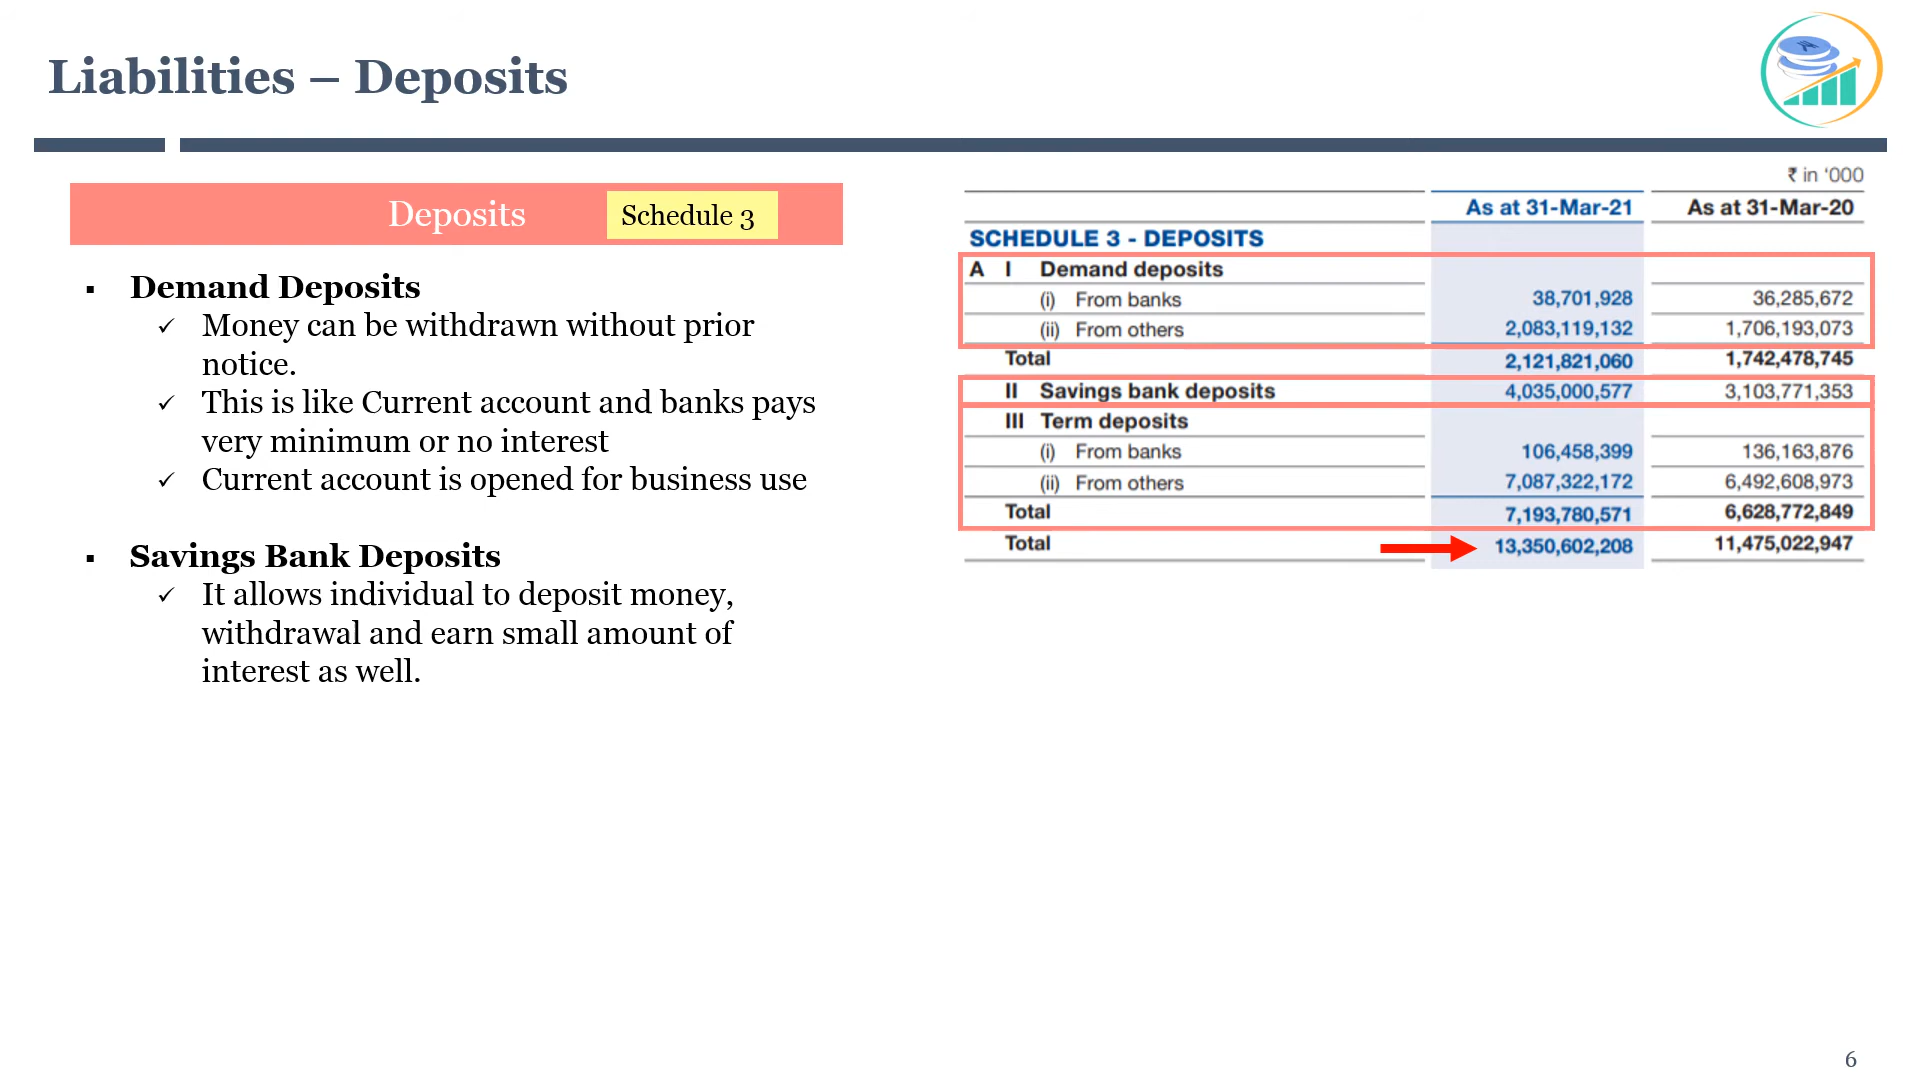 Liabilities – Deposits
Deposits
Schedule 3
▪ Demand Deposits
✓ Money can be withdrawn without prior
notice.
✓ This is like Current account and banks pays
very minimum or no interest
✓ Current account is opened for business use
▪ Savings Bank Deposits
✓ It allows individual to deposit money,
withdrawal and earn small amount of
interest as well.
₹ in ‘000
As at 31-Mar-21 As at 31-Mar-20
SCHEDULE 3 - DEPOSITS
A I Demand deposits
(i) From banks 38,701,928 36,285,672
(ii) From others 2,083,119,132 1,706,193,073
Total 2,121,821,060 1,742,478,745
II Savings bank deposits 4,035,000,577 3,103,771,353
III Term deposits
(i) From banks 106,458,399 136,163,876
(ii) From others 7,087,322,172 6,492,608,973
Total 7,193,780,571 6,628,772,849
Total 13,350,602,208 11,475,022,947
6